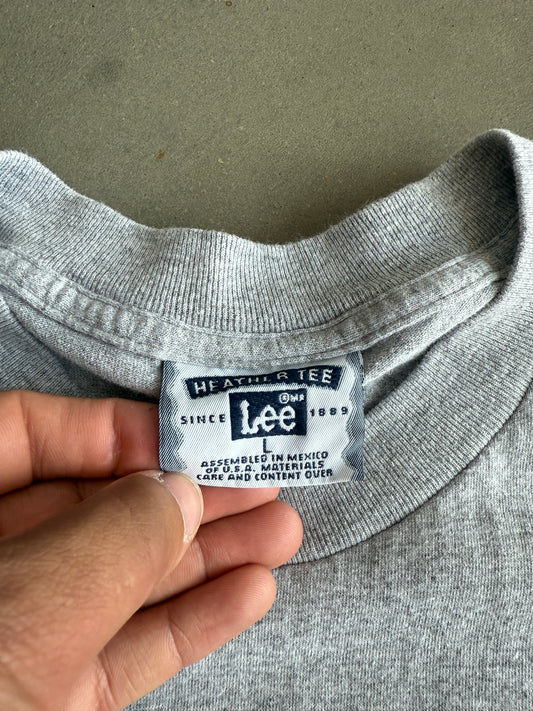 HEATHER TEE
®MR
Lee
SINCE 1889
L
ASSEMBLED IN MEXICO
OF U.S.A. MATERIALS
CARE AND CONTENT OVER